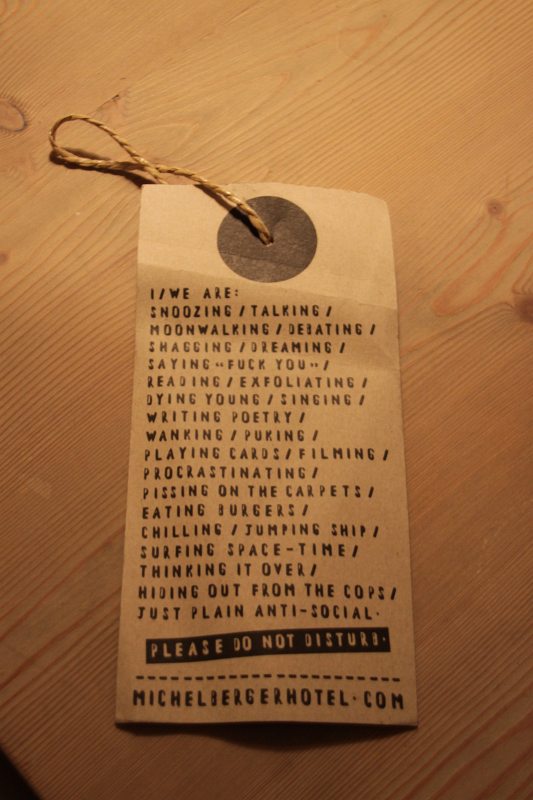 I/WE ARE:
SNOOZING/TALKING/
MOONWALKING/DEBATING/
SHAGGING/DREAMING/
SAYING "FUCK YOU"/
READING/EXFOLIATING/
DYING YOUNG/SINGING/
WRITING POETRY/
WANKING/PUKING/
PLAYING CARDS/FILMING/
PROCRASTINATING/
PISSING ON THE CARPETS/
EATING BURGERS/
CHILLING/JUMPING SHIP/
SURFING SPACE-TIME/
THINKING IT OVER/
HIDING OUT FROM THE COPS/
JUST PLAIN ANTI-SOCIAL.
PLEASE DO NOT DISTURB.
MICHELBERGERHOTEL.COM